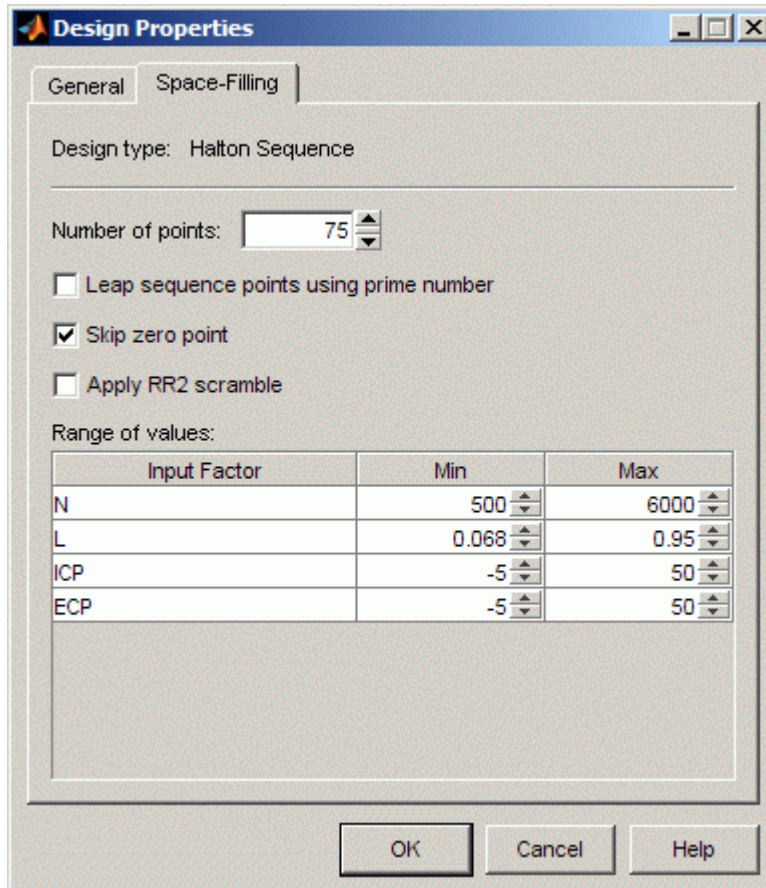 Design Properties
General Space-Filling
Design type: Halton Sequence
Number of points: 75
Leap sequence points using prime number
Skip zero point
Apply RR2 scramble
Range of values:
Input Factor Min Max
N 500 6000
L 0.068 0.95
ICP -5 50
ECP -5 50
OK Cancel Help